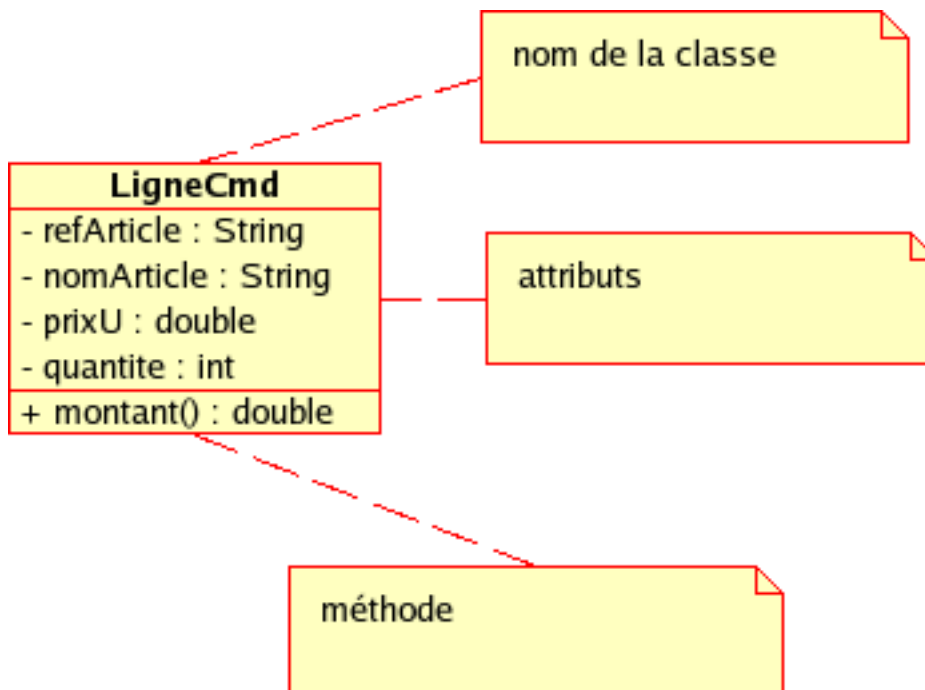 nom de la classe
LigneCmd
- refArticle : String
- nomArticle : String
- prixU : double
- quantite : int
+ montant() : double
attributs
méthode